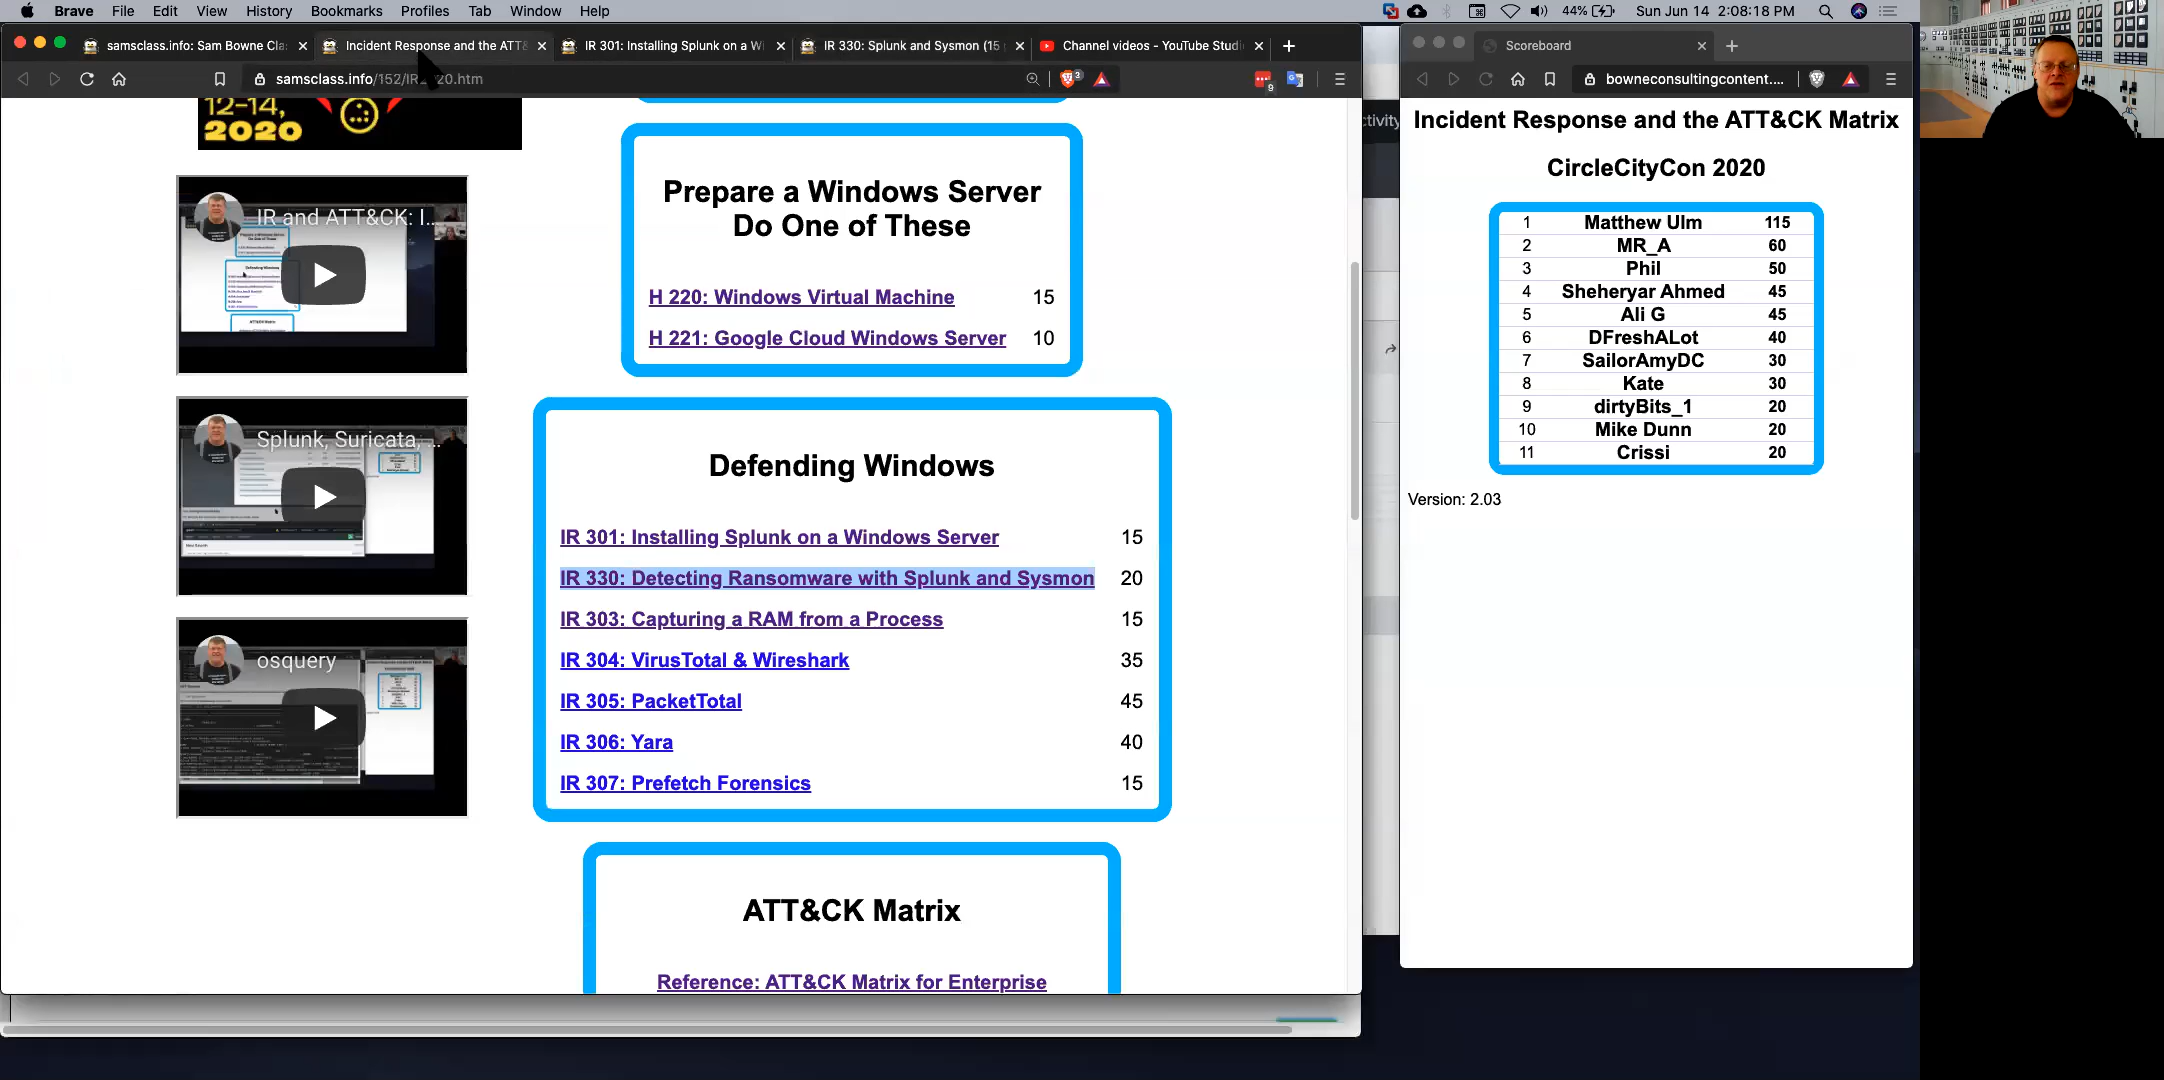 Brave File Edit View History Bookmarks Profiles Tab Window Help
44% Sun Jun 14 2:08:18 PM
samsclass.info: Sam Bowne Cla
Incident Response and the ATT&
IR 301: Installing Splunk on a W
IR 330: Splunk and Sysmon (15
Channel videos - YouTube Studi
samsclass.info/152/IR
20.htm
3
9
12-14,
2020
IR and ATT&CK: I...
Splunk, Suricata, ...
osquery
Prepare a Windows Server
Do One of These
H 220: Windows Virtual Machine 15
H 221: Google Cloud Windows Server 10
Defending Windows
IR 301: Installing Splunk on a Windows Server 15
IR 330: Detecting Ransomware with Splunk and Sysmon 20
IR 303: Capturing a RAM from a Process 15
IR 304: VirusTotal & Wireshark 35
IR 305: PacketTotal 45
IR 306: Yara 40
IR 307: Prefetch Forensics 15
ATT&CK Matrix
Reference: ATT&CK Matrix for Enterprise
ctivity
Scoreboard
bowneconsultingcontent....
Incident Response and the ATT&CK Matrix
CircleCityCon 2020
1 Matthew Ulm 115
2 MR_A 60
3 Phil 50
4 Sheheryar Ahmed 45
5 Ali G 45
6 DFreshALot 40
7 SailorAmyDC 30
8 Kate 30
9 dirtyBits_1 20
10 Mike Dunn 20
11 Crissi 20
Version: 2.03